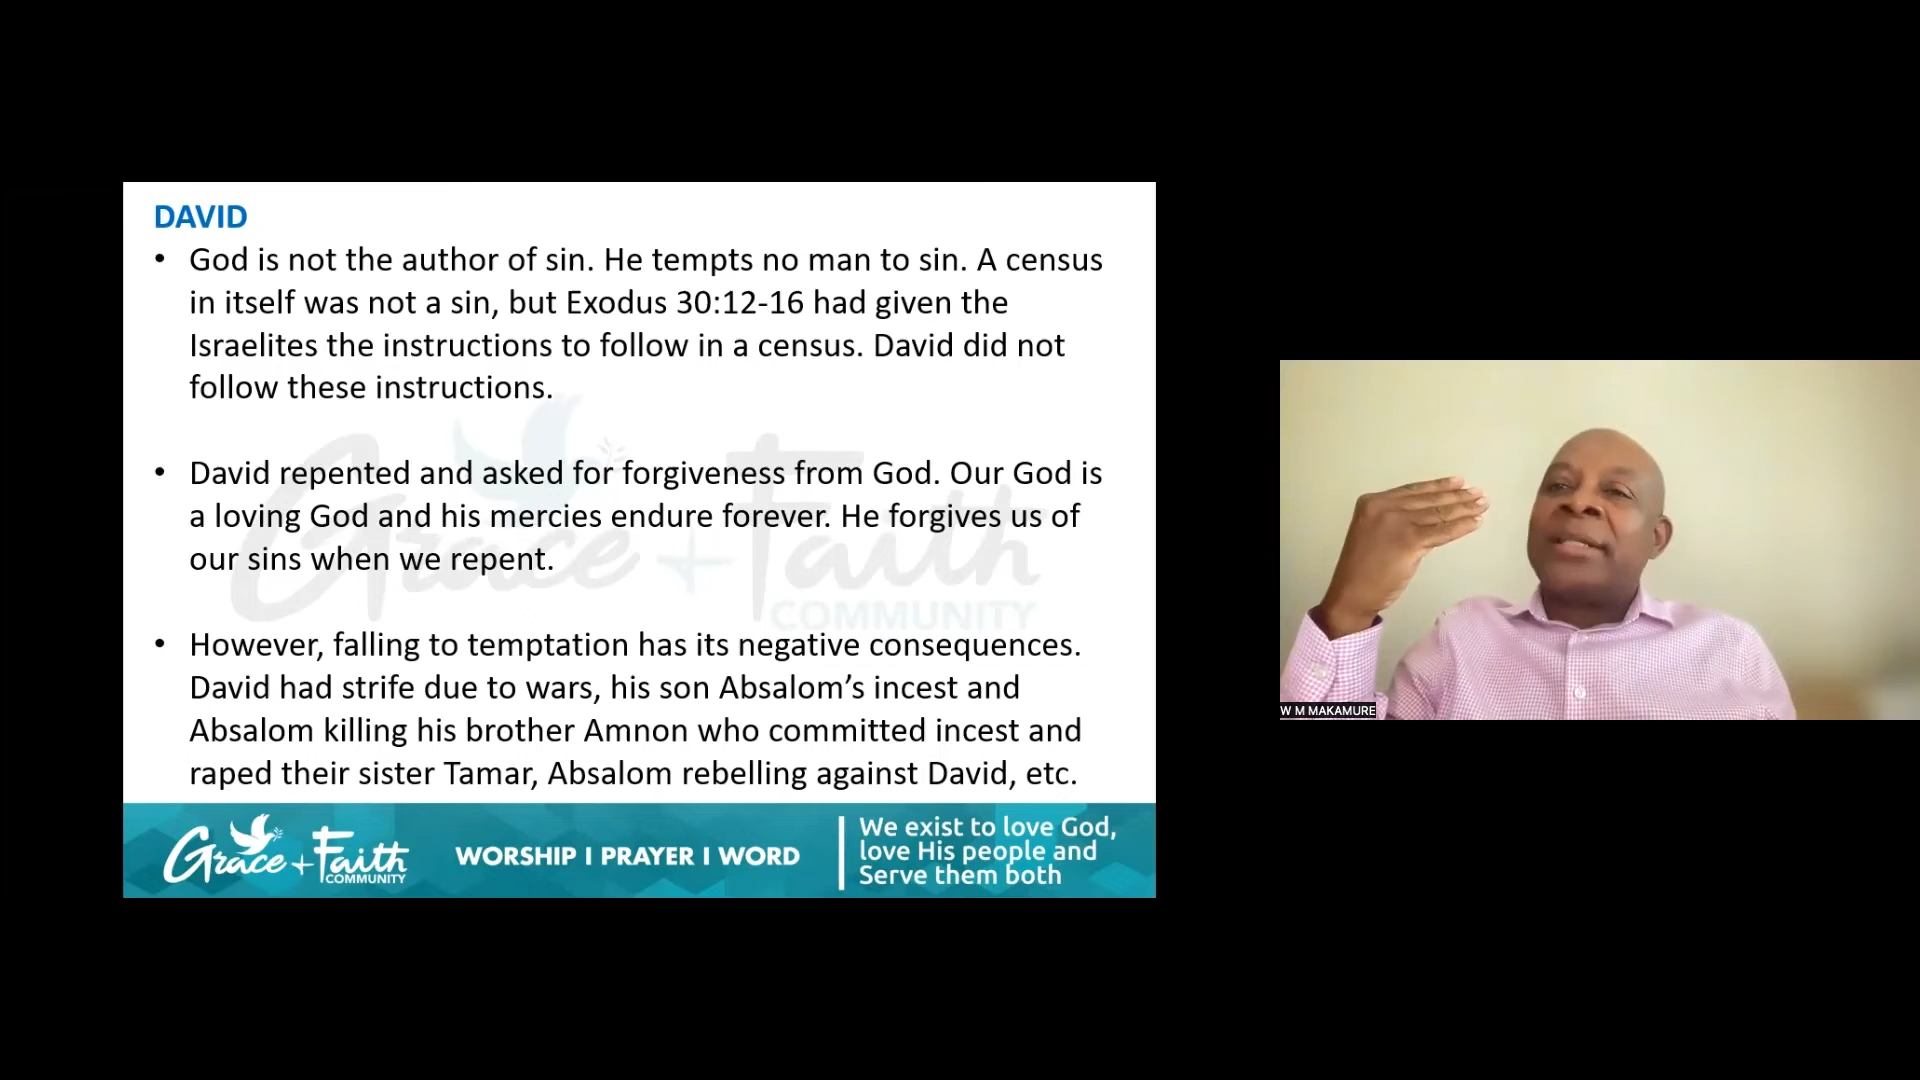 DAVID
• God is not the author of sin. He tempts no man to sin. A census
in itself was not a sin, but Exodus 30:12-16 had given the
Israelites the instructions to follow in a census. David did not
follow these instructions.
• David repented and asked for forgiveness from God. Our God is
a loving God and his mercies endure forever. He forgives us of
our sins when we repent.
• However, falling to temptation has its negative consequences.
David had strife due to wars, his son Absalom’s incest and
Absalom killing his brother Amnon who committed incest and
raped their sister Tamar, Absalom rebelling against David, etc.
Grace + Faith
COMMUNITY
Grace + Faith
COMMUNITY
WORSHIP | PRAYER | WORD
We exist to love God,
love His people and
Serve them both
W M MAKAMURE